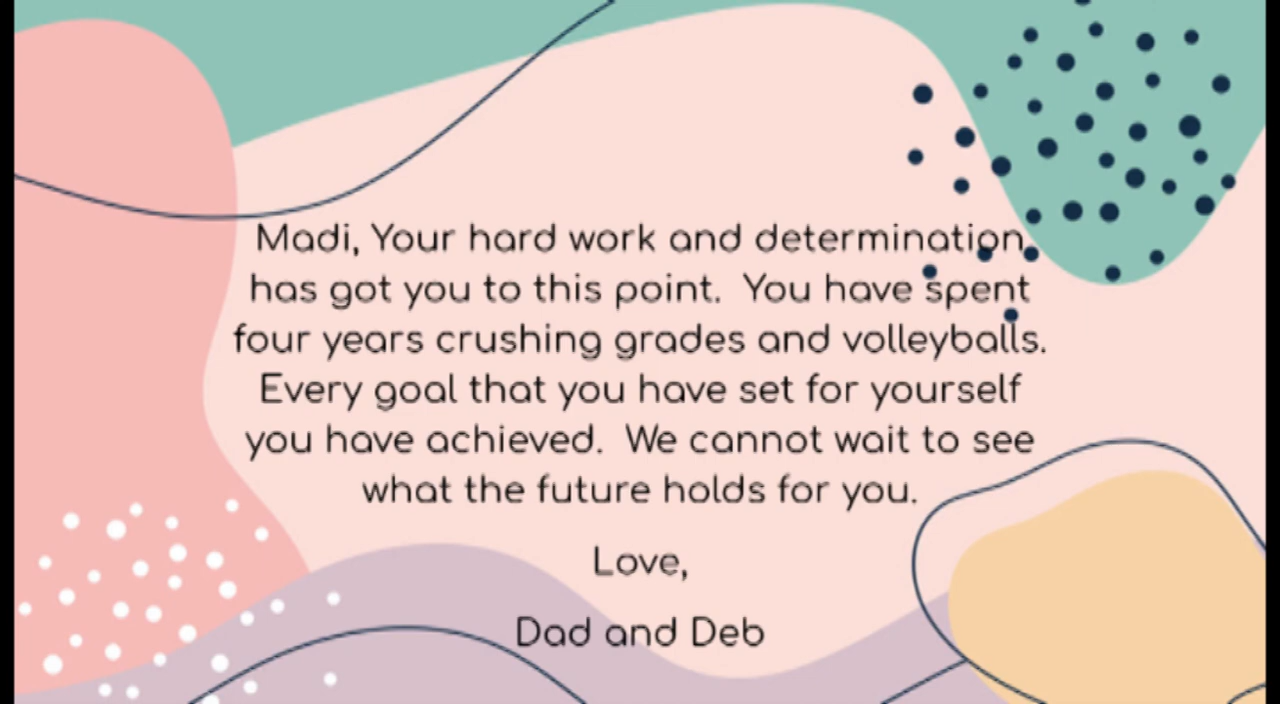 Madi, Your hard work and determination
has got you to this point.  You have spent
four years crushing grades and volleyballs.
Every goal that you have set for yourself
you have achieved.  We cannot wait to see
what the future holds for you.
Love,
Dad and Deb